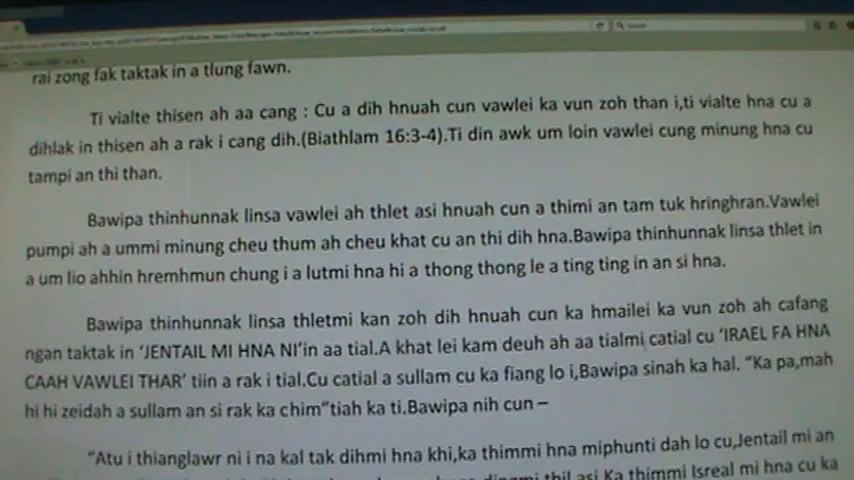 rai zong fak taktak in a tlung fawn.
Ti vialte thisen ah aa cang : Cu a dih hnuah cun vawlei ka vun zoh than i,ti vialte hna cu a
dihlak in thisen ah a rak i cang dih.(Biathlam 16:3-4).Ti din awk um loin vawlei cung minung hna cu
tampi an thi than.
Bawipa thinhunnak linsa vawlei ah thlet asi hnuah cun a thimi an tam tuk hringhran.Vawlei
pumpi ah a ummi minung cheu thum ah cheu khat cu an thi dih hna.Bawipa thinhunnak linsa thlet in
a um lio ahhin hremhmun chung i a lutmi hna hi a thong thong le a ting ting in an si hna.
Bawipa thinhunnak linsa thletmi kan zoh dih hnuah cun ka hmailei ka vun zoh ah cafang
ngan taktak in ‘JENTAIL MI HNA NI’in aa tial.A khat lei kam deuh ah aa tialmi catial cu ‘IRAEL FA HNA
CAAH VAWLEI THAR’ tiin a rak i tial.Cu catial a sullam cu ka fiang lo i,Bawipa sinah ka hal. “Ka pa,mah
hi hi zeidah a sullam an si rak ka chim”tiah ka ti.Bawipa nih cun –
“Atu i thianglawr ni i na kal tak dihmi hna khi,ka thimmi hna miphunti dah lo cu,Jentail mi an
dingmi thil asi Ka thimmi Isreal mi hna cu ka